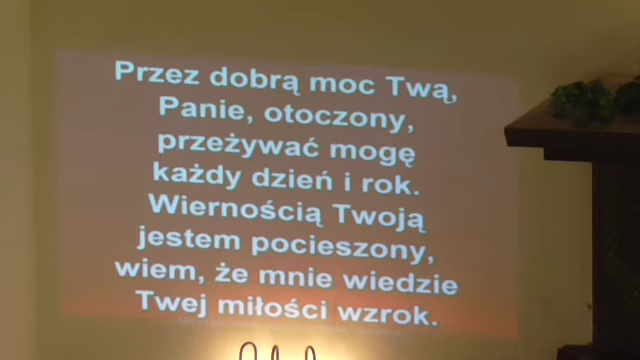 Przez dobrą moc Twą,
Panie, otoczony,
przeżywać mogę
każdy dzień i rok.
Wiernością Twoją
jestem pocieszony,
wiem, że mnie wiedzie
Twej miłości wzrok.